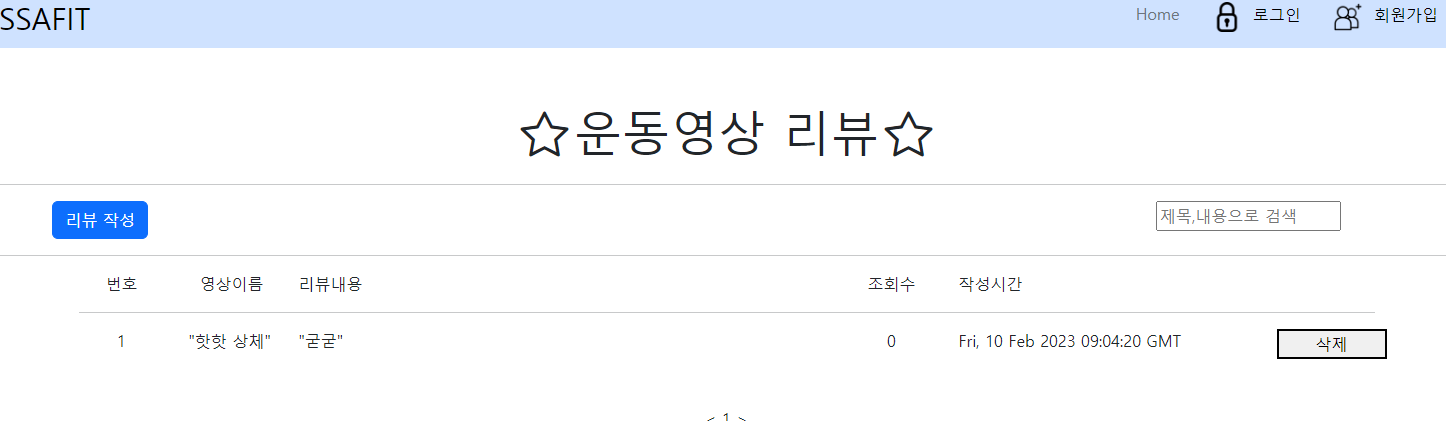 SSAFIT Home 로그인 회원가입
☆운동영상 리뷰☆
리뷰 작성 제목,내용으로 검색
번호 영상이름 리뷰내용 조회수 작성시간
1 "핫핫 상체" "굳굳" 0 Fri, 10 Feb 2023 09:04:20 GMT 삭제
< 1 >